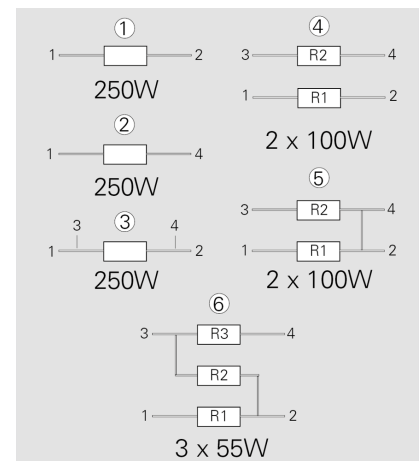 ①
1 2
250W
②
1 4
250W
③
3 4
1 2
250W
④
3 R2 4
1 R1 2
2 x 100W
⑤
3 R2 4
1 R1 2
2 x 100W
⑥
3 R3 4
R2
1 R1 2
3 x 55W